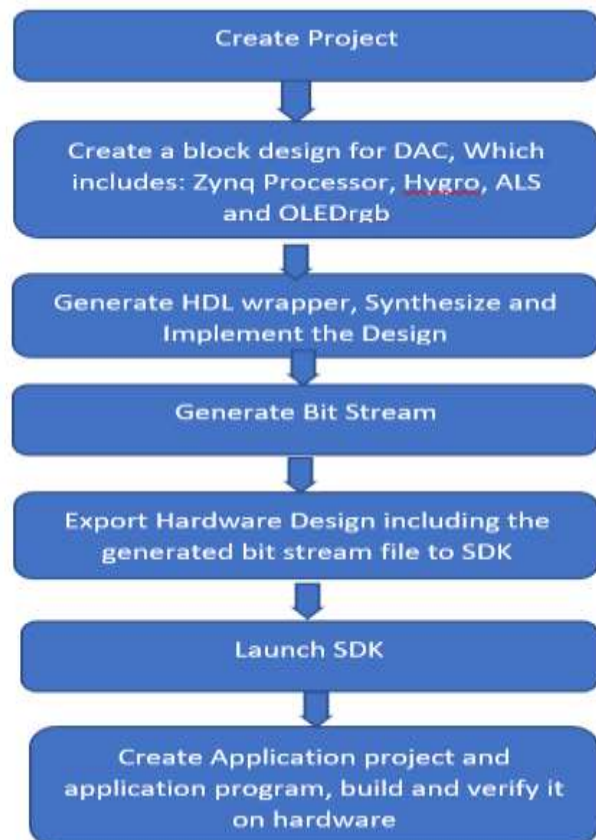 Create Project
Create a block design for DAC, Which
includes: Zynq Processor, Hygro, ALS
and OLEDrgb
Generate HDL wrapper, Synthesize and
Implement the Design
Generate Bit Stream
Export Hardware Design including the
generated bit stream file to SDK
Launch SDK
Create Application project and
application program, build and verify it
on hardware